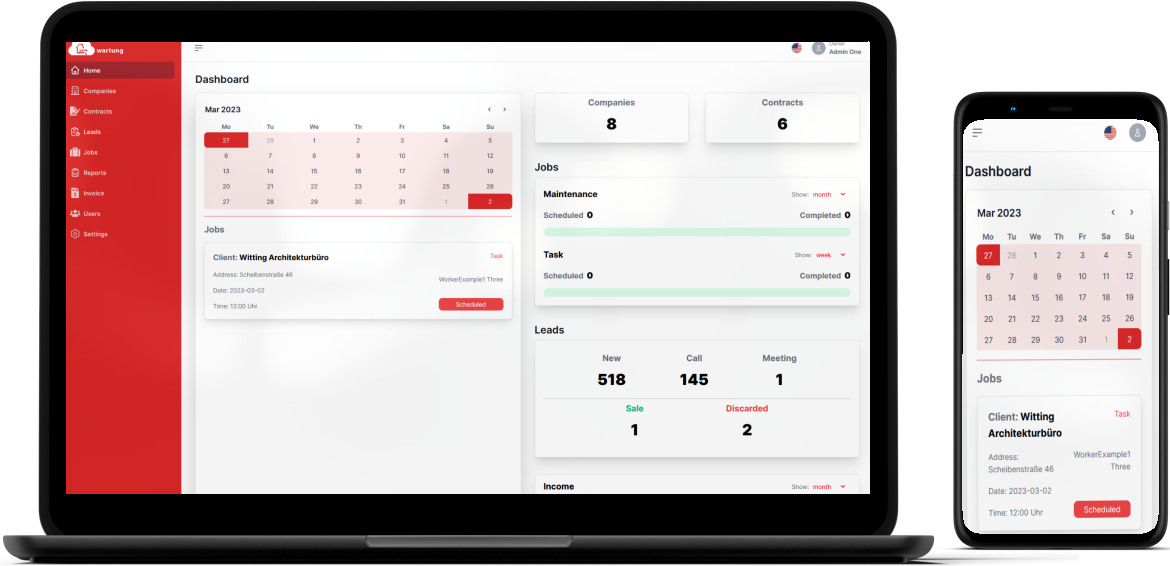 wartung
Home
Companies
Contracts
Leads
Jobs
Reports
Invoice
Users
Settings
Owner
Admin One
Dashboard
Mar 2023
Mo Tu We Th Fr Sa Su
27 28 1 2 3 4 5
6 7 8 9 10 11 12
13 14 15 16 17 18 19
20 21 22 23 24 25 26
27 28 29 30 31 1 2
Jobs
Client: Witting Architekturbüro Task
Address: Scheibenstraße 46
WorkerExample1 Three
Date: 2023-03-02
Time: 12:00 Uhr Scheduled
Companies
8
Contracts
6
Jobs
Maintenance Show: month
Scheduled 0 Completed 0
Task Show: week
Scheduled 0 Completed 0
Leads
New Call Meeting
518 145 1
Sale Discarded
1 2
Income Show: month
Dashboard
Mar 2023
Mo Tu We Th Fr Sa Su
27 28 1 2 3 4 5
6 7 8 9 10 11 12
13 14 15 16 17 18 19
20 21 22 23 24 25 26
27 28 29 30 31 1 2
Jobs
Client: Witting Task
Architekturbüro
Address: WorkerExample1
Scheibenstraße 46 Three
Date: 2023-03-02
Time: 12:00 Uhr Scheduled